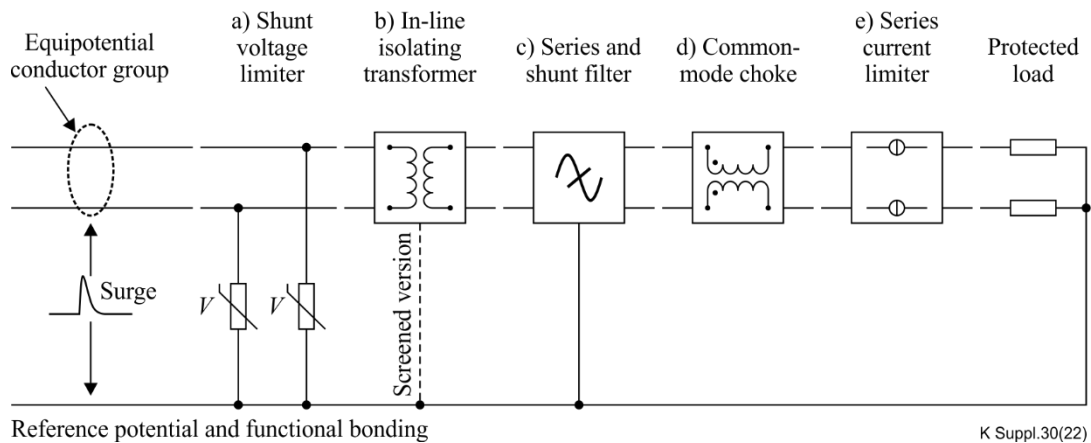 Equipotential
conductor group
a) Shunt
voltage
limiter
b) In-line
isolating
transformer
c) Series and
shunt filter
d) Common-
mode choke
e) Series
current
limiter
Protected
load
Surge
V
V
Screened version
Reference potential and functional bonding
K Suppl.30(22)